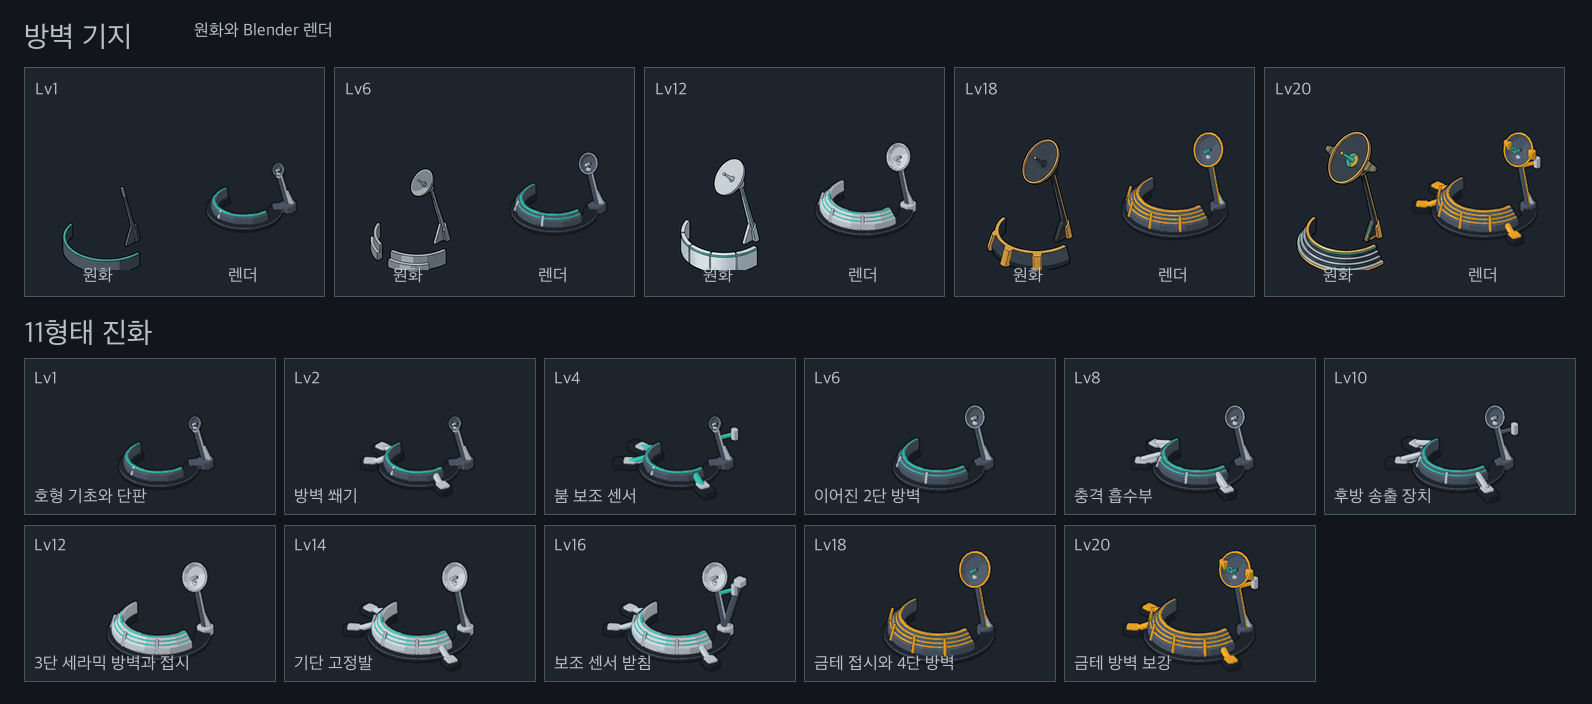 방벽 기지
원화와 Blender 렌더
Lv1
Lv6
Lv12
Lv18
Lv20
원화
렌더
원화
렌더
원화
렌더
원화
렌더
원화
렌더
11형태 진화
Lv1
Lv2
Lv4
Lv6
Lv8
Lv10
호형 기초와 단판
방벽 쐐기
붐 보조 센서
이어진 2단 방벽
충격 흡수부
후방 송출 장치
Lv12
Lv14
Lv16
Lv18
Lv20
3단 세라믹 방벽과 접시
기단 고정발
보조 센서 받침
금테 접시와 4단 방벽
금테 방벽 보강